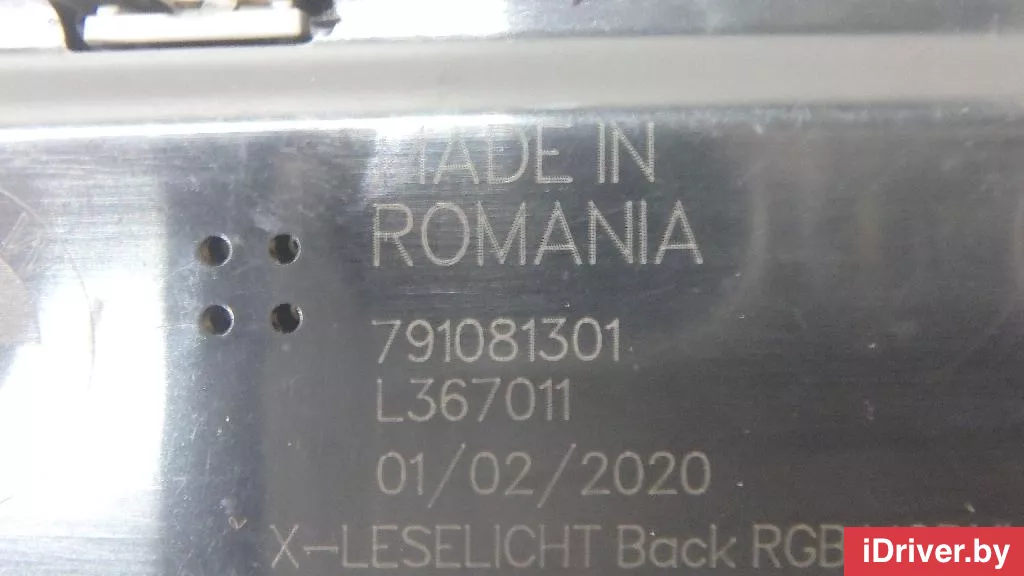 MADE IN
ROMANIA
791081301
L367011
01/02/2020
X-LESELICHT Back RGB
iDriver.by